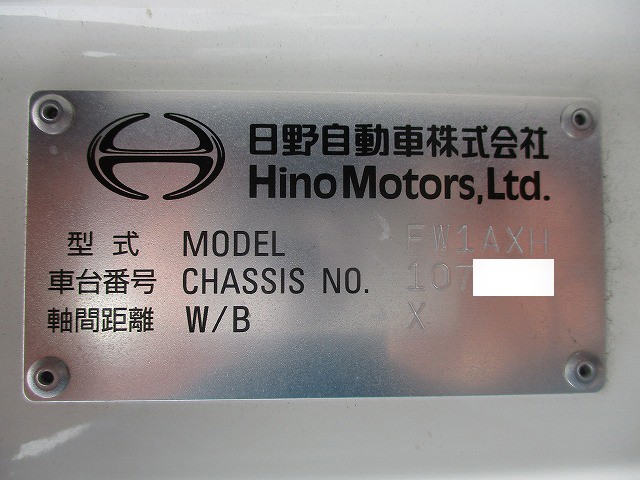 日野自動車株式会社
Hino Motors, Ltd.
型式 MODEL FW1AXH
車台番号 CHASSIS NO. 107
軸間距離 W/B X